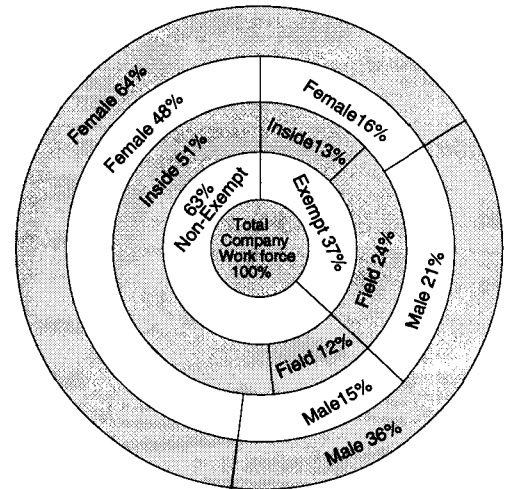 Female 64%
Female 48%
Inside 51%
63%
Non-Exempt
Total
Company
Work force
100%
Female16%
Inside13%
Exempt 37%
Field 24%
Male 21%
Field 12%
Male15%
Male 36%